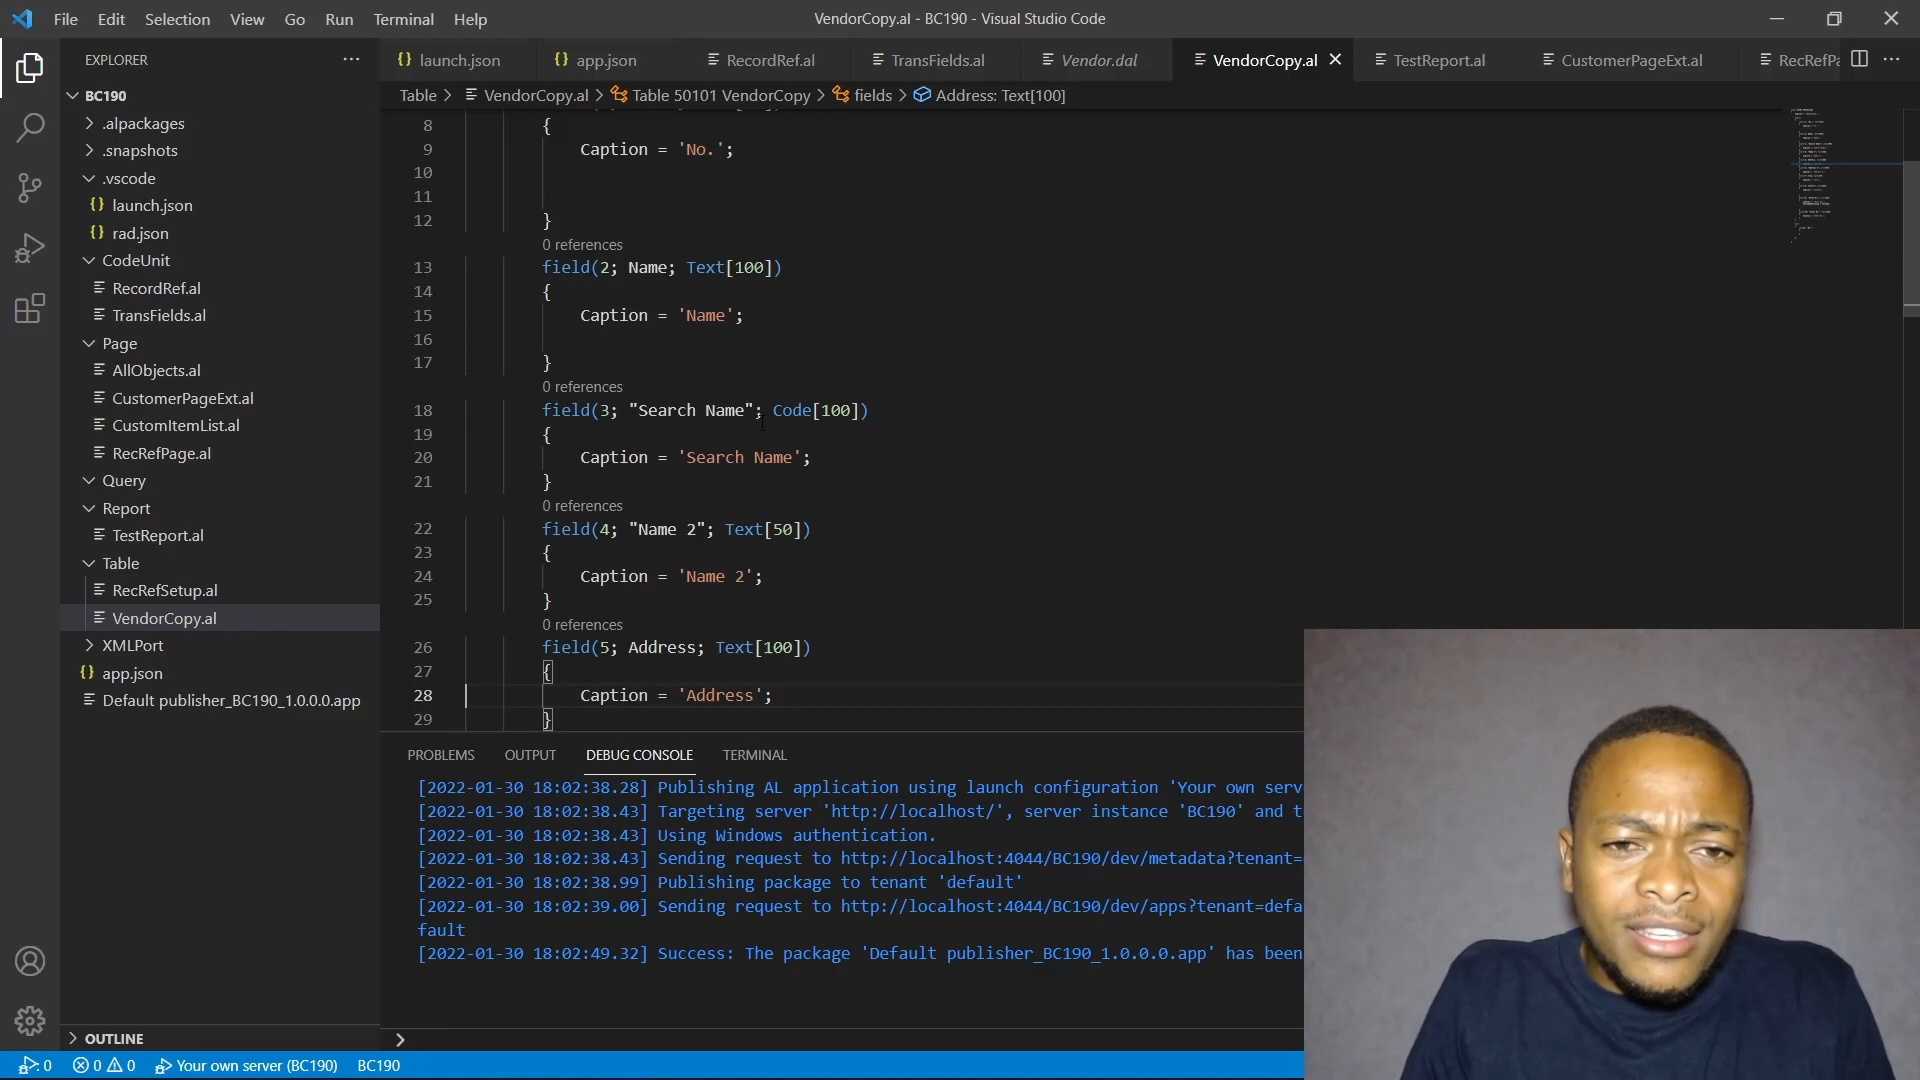 File Edit Selection View Go Run Terminal Help
VendorCopy.al - BC190 - Visual Studio Code
EXPLORER
launch.json
app.json
RecordRef.al
TransFields.al
Vendor.dal
VendorCopy.al
TestReport.al
CustomerPageExt.al
RecRefPa
Table > VendorCopy.al > Table 50101 VendorCopy > fields > Address: Text[100]
BC190
.alpackages
.snapshots
.vscode
launch.json
rad.json
CodeUnit
RecordRef.al
TransFields.al
Page
AllObjects.al
CustomerPageExt.al
CustomItemList.al
RecRefPage.al
Query
Report
TestReport.al
Table
RecRefSetup.al
VendorCopy.al
XMLPort
app.json
Default publisher_BC190_1.0.0.0.app
OUTLINE
8 {
9 Caption = 'No.';
10
11
12 }
0 references
13 field(2; Name; Text[100])
14 {
15 Caption = 'Name';
16
17 }
0 references
18 field(3; "Search Name"; Code[100])
19 {
20 Caption = 'Search Name';
21 }
0 references
22 field(4; "Name 2"; Text[50])
23 {
24 Caption = 'Name 2';
25 }
0 references
26 field(5; Address; Text[100])
27 {
28 Caption = 'Address';
29 }
PROBLEMS OUTPUT DEBUG CONSOLE TERMINAL
[2022-01-30 18:02:38.28] Publishing AL application using launch configuration 'Your own serv
[2022-01-30 18:02:38.43] Targeting server 'http://localhost/', server instance 'BC190' and t
[2022-01-30 18:02:38.43] Using Windows authentication.
[2022-01-30 18:02:38.43] Sending request to http://localhost:4044/BC190/dev/metadata?tenant=
[2022-01-30 18:02:38.99] Publishing package to tenant 'default'
[2022-01-30 18:02:39.00] Sending request to http://localhost:4044/BC190/dev/apps?tenant=defa
fault
[2022-01-30 18:02:49.32] Success: The package 'Default publisher_BC190_1.0.0.0.app' has been
0 0 0 Your own server (BC190) BC190